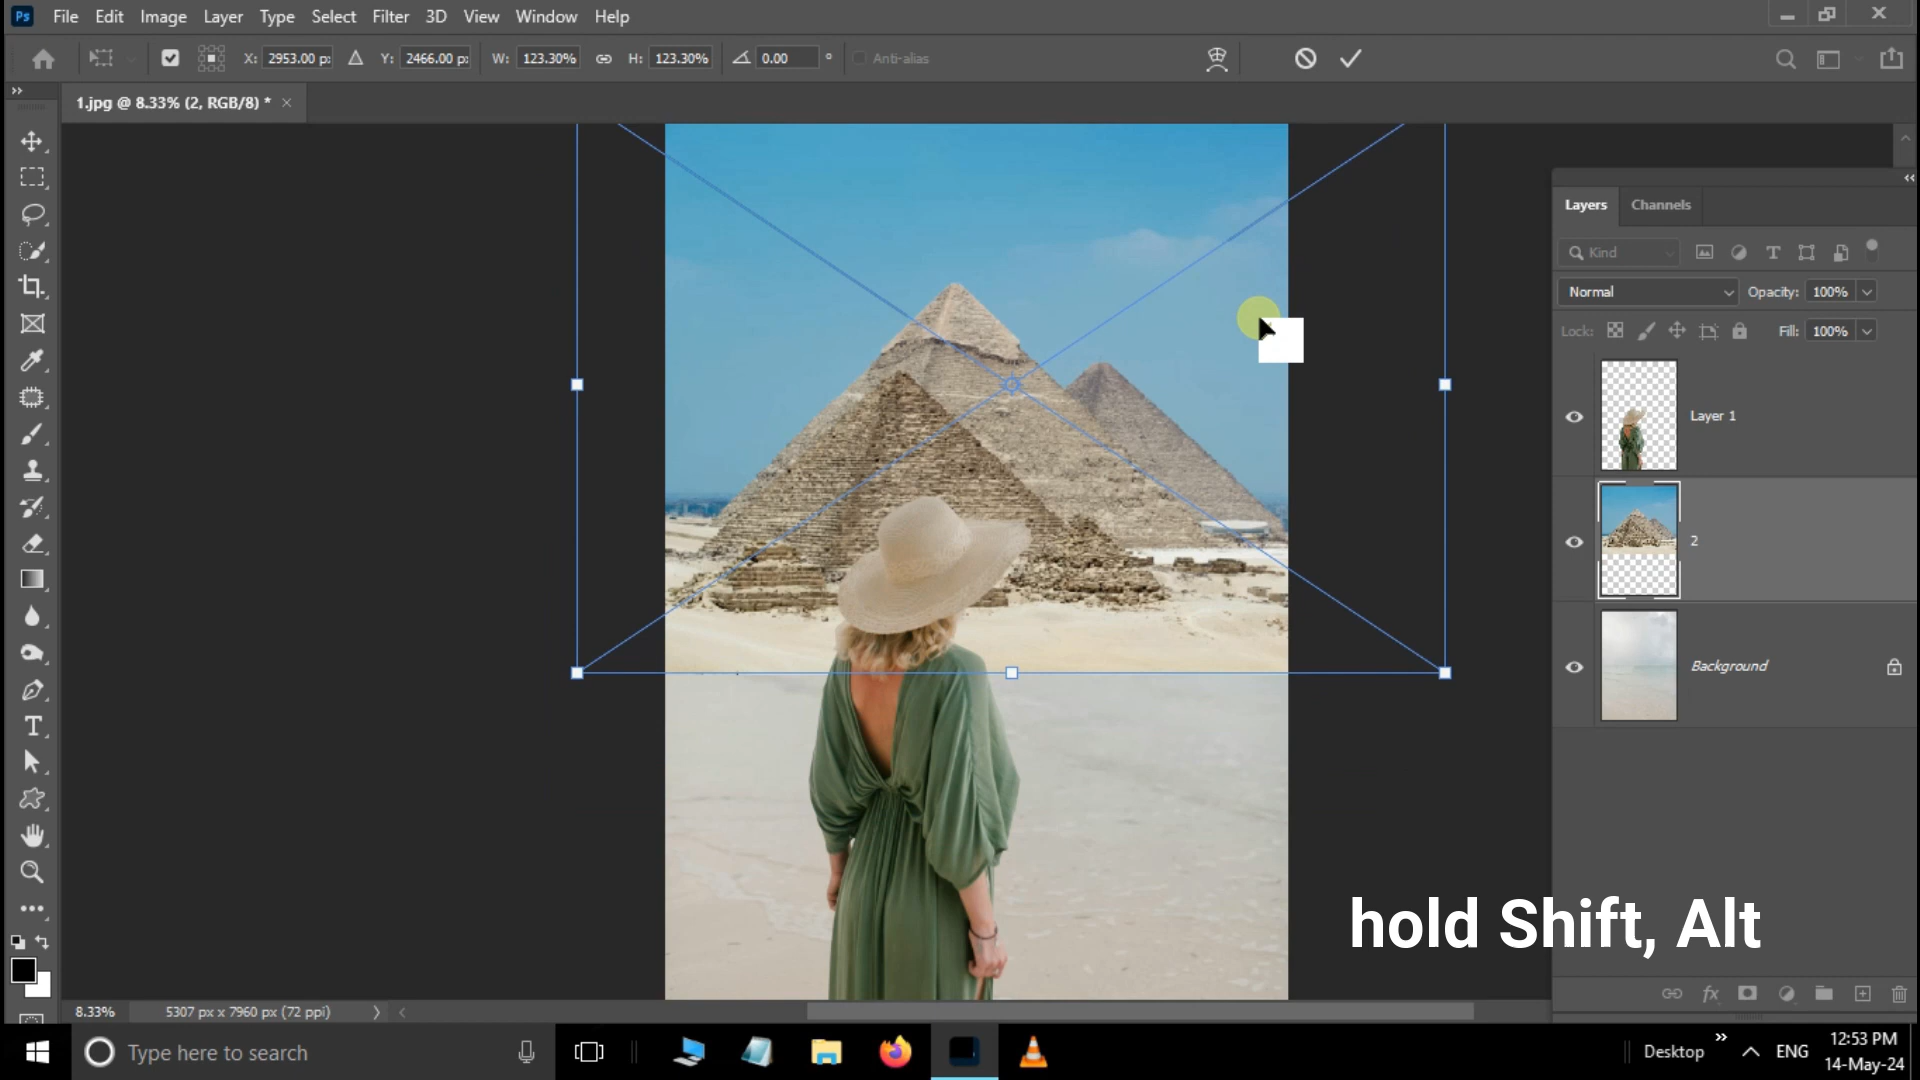 Ps File Edit Image Layer Type Select Filter 3D View Window Help
X: 2953.00 p: Y: 2466.00 p: W: 123.30% H: 123.30% 0.00 ° Anti-alias
1.jpg @ 8.33% (2, RGB/8) * ×
Layers Channels
Kind
Normal Opacity: 100%
Lock: Fill: 100%
Layer 1
2
Background
hold Shift, Alt
8.33% 5307 px x 7960 px (72 ppi)
Type here to search
Desktop ENG
12:53 PM
14-May-24